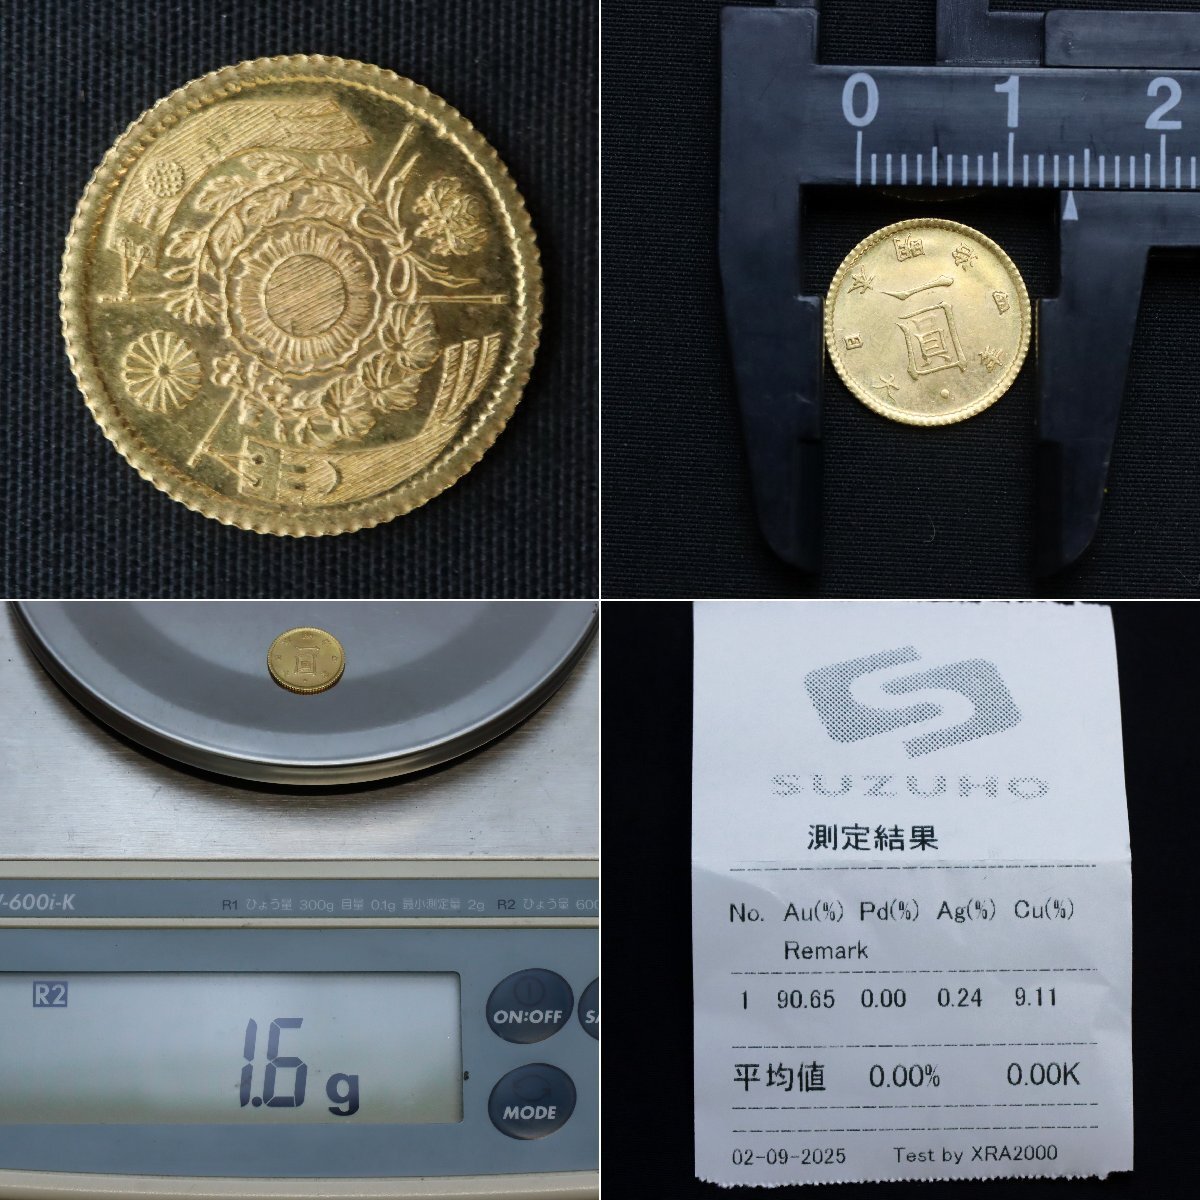 0 1 2
大日本明治四年
一圓
一圓
V-600i-K
R1 ひょう量 300g 目量 0.1g 最小測定量 2g R2 ひょう量 600
R2
1.6 g
ON:OFF
SA
MODE
SUZUHO
測定結果
No. Au(%) Pd(%) Ag(%) Cu(%)
Remark
1 90.65 0.00 0.24 9.11
平均値 0.00% 0.00K
02-09-2025 Test by XRA2000